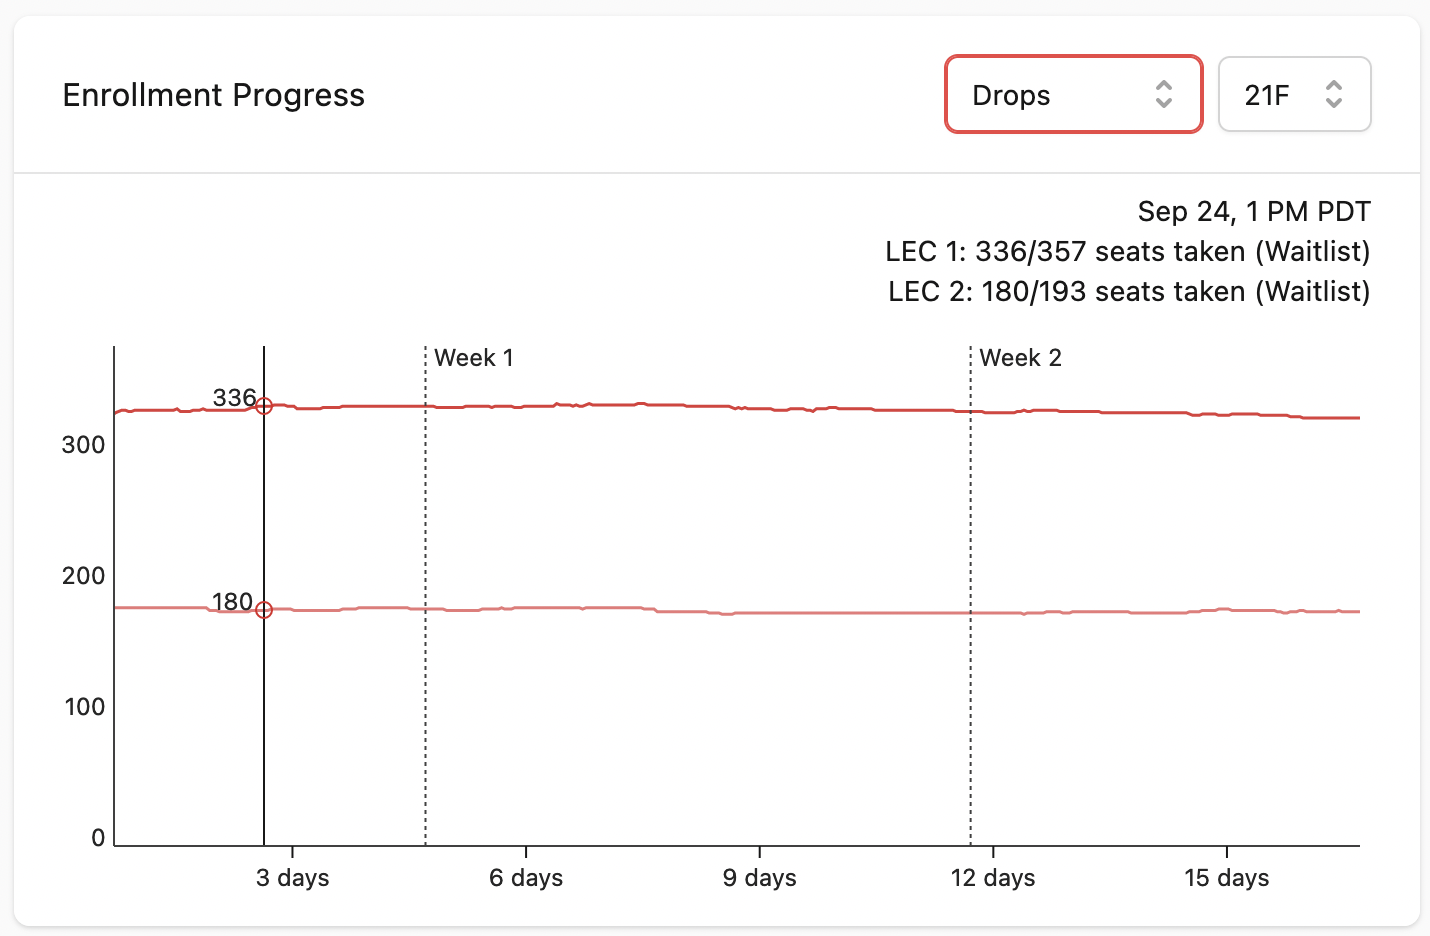 Enrollment Progress
Drops
21F
Sep 24, 1 PM PDT
LEC 1: 336/357 seats taken (Waitlist)
LEC 2: 180/193 seats taken (Waitlist)
Week 1
Week 2
336
300
200
180
100
0
3 days
6 days
9 days
12 days
15 days